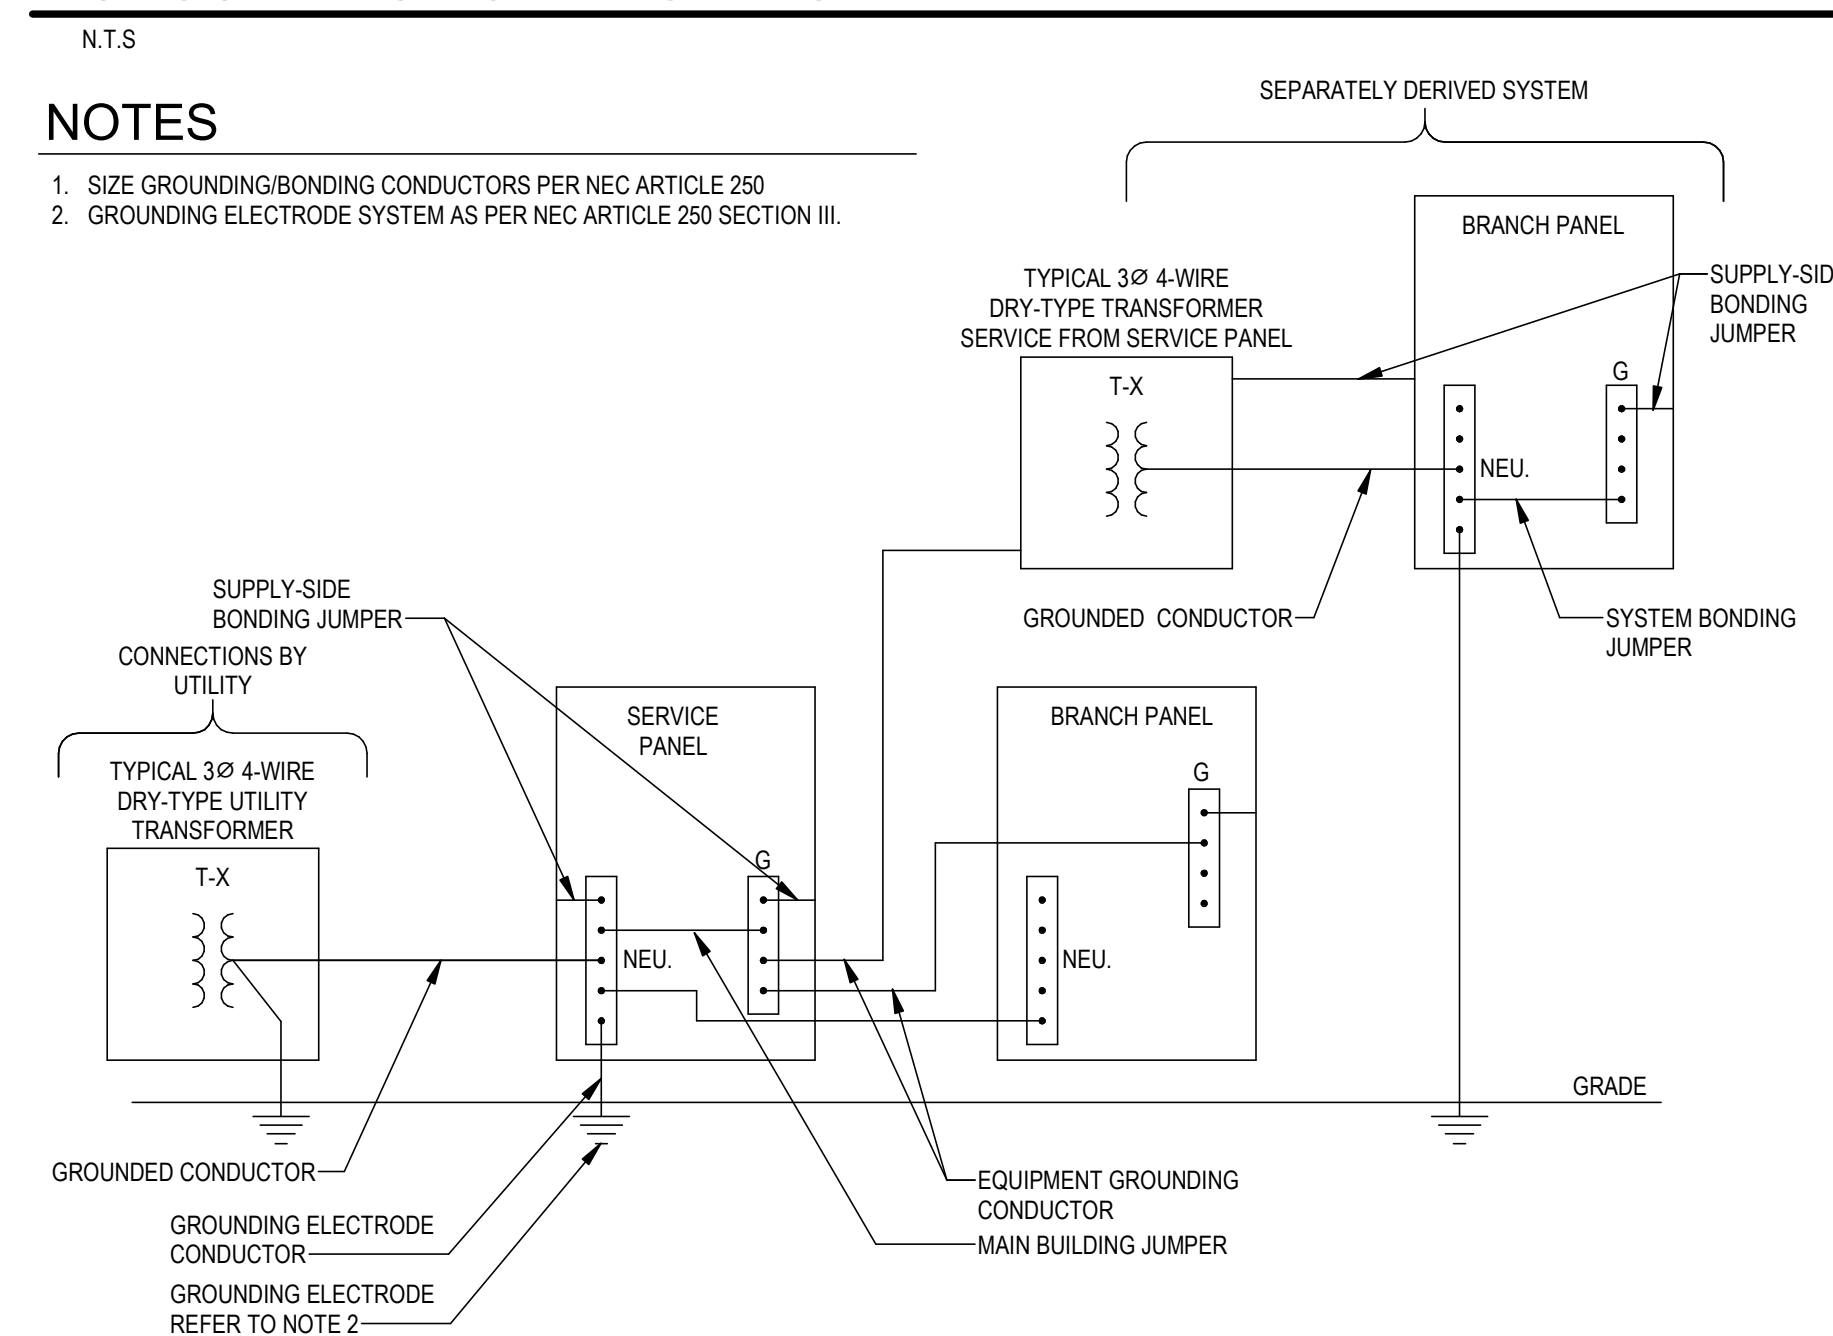 N.T.S
NOTES
1. SIZE GROUNDING/BONDING CONDUCTORS PER NEC ARTICLE 250
2. GROUNDING ELECTRODE SYSTEM AS PER NEC ARTICLE 250 SECTION III.
SEPARATELY DERIVED SYSTEM
BRANCH PANEL
SUPPLY-SID
BONDING
JUMPER
TYPICAL 3Ø 4-WIRE
DRY-TYPE TRANSFORMER
SERVICE FROM SERVICE PANEL
T-X
G
NEU.
GROUNDED CONDUCTOR
SYSTEM BONDING
JUMPER
SUPPLY-SIDE
BONDING JUMPER
CONNECTIONS BY
UTILITY
TYPICAL 3Ø 4-WIRE
DRY-TYPE UTILITY
TRANSFORMER
T-X
SERVICE
PANEL
G
NEU.
BRANCH PANEL
G
NEU.
GRADE
GROUNDED CONDUCTOR
GROUNDING ELECTRODE
CONDUCTOR
GROUNDING ELECTRODE
REFER TO NOTE 2
EQUIPMENT GROUNDING
CONDUCTOR
MAIN BUILDING JUMPER